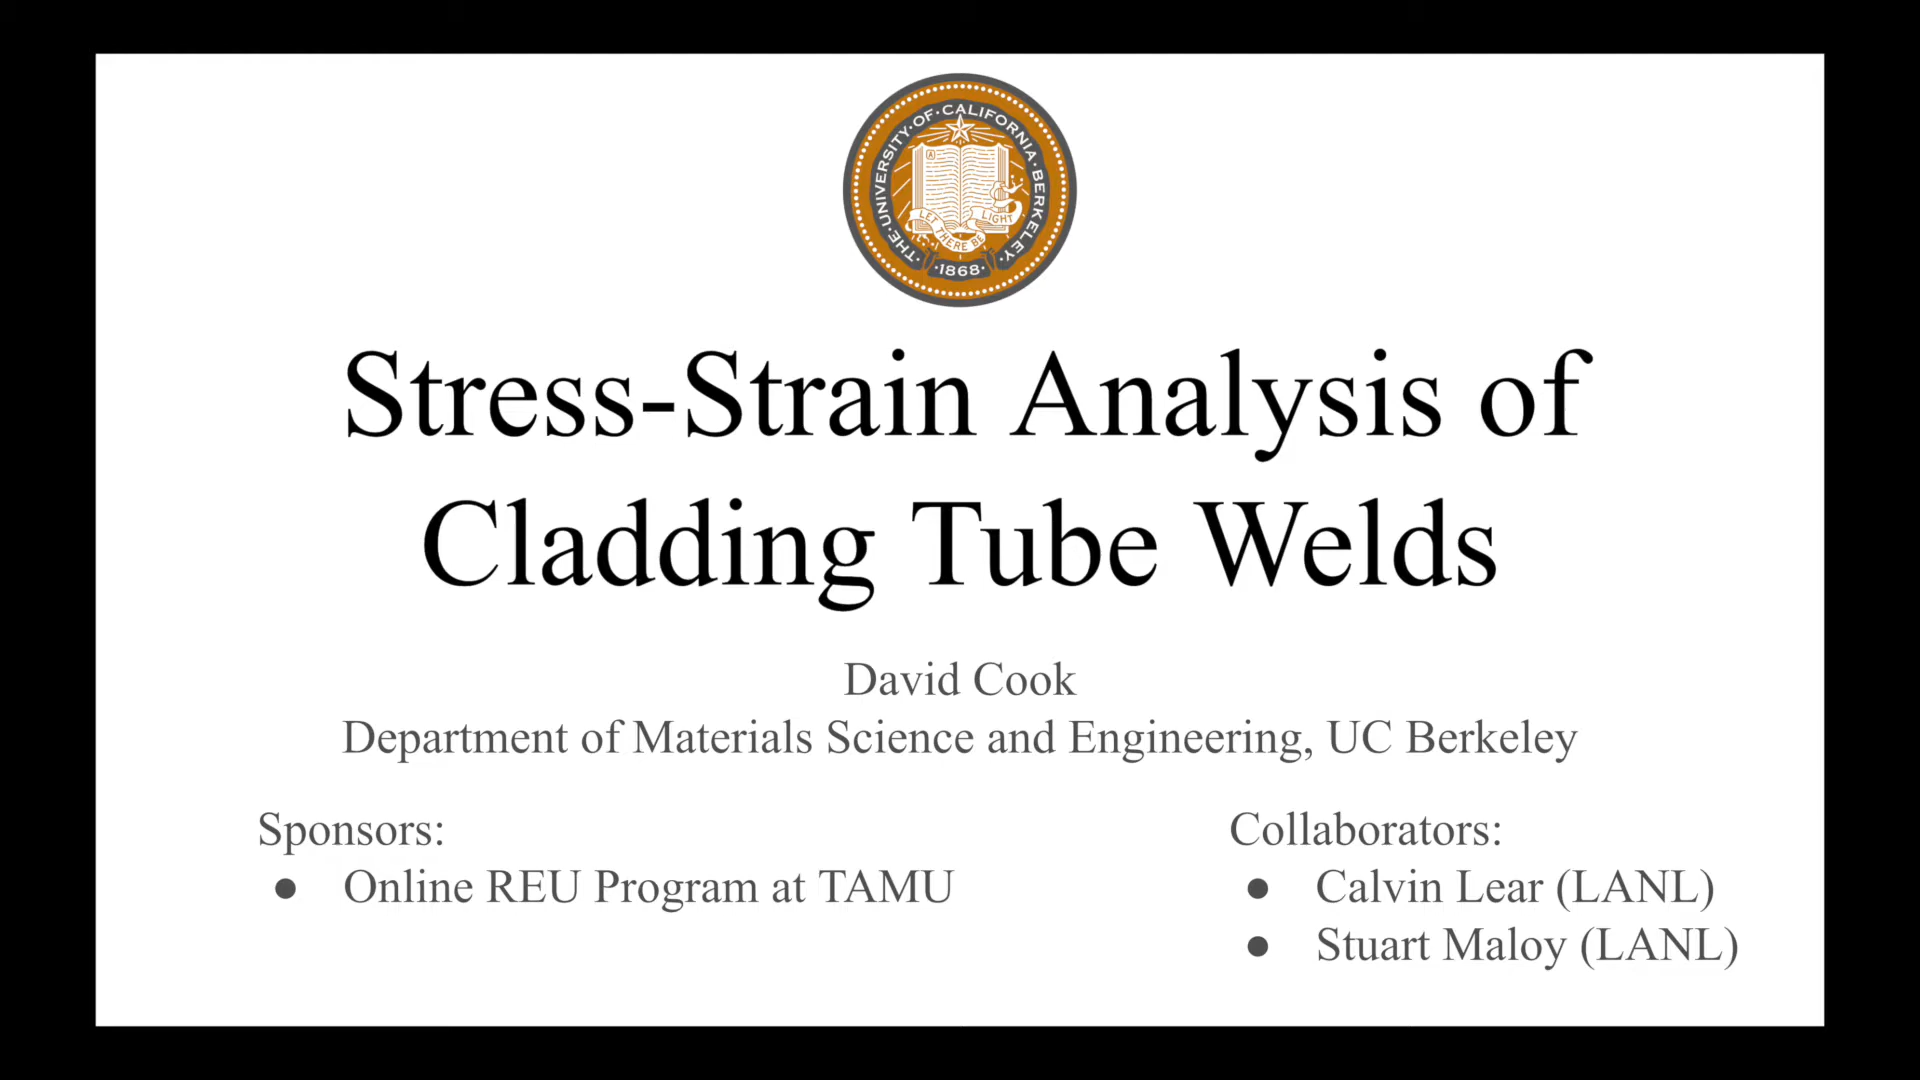 THE·UNIVERSITY·OF·CALIFORNIA·BERKELEY
A
LET THERE BE LIGHT
·1868·
Stress-Strain Analysis of
Cladding Tube Welds
David Cook
Department of Materials Science and Engineering, UC Berkeley
Sponsors:
● Online REU Program at TAMU
Collaborators:
● Calvin Lear (LANL)
● Stuart Maloy (LANL)